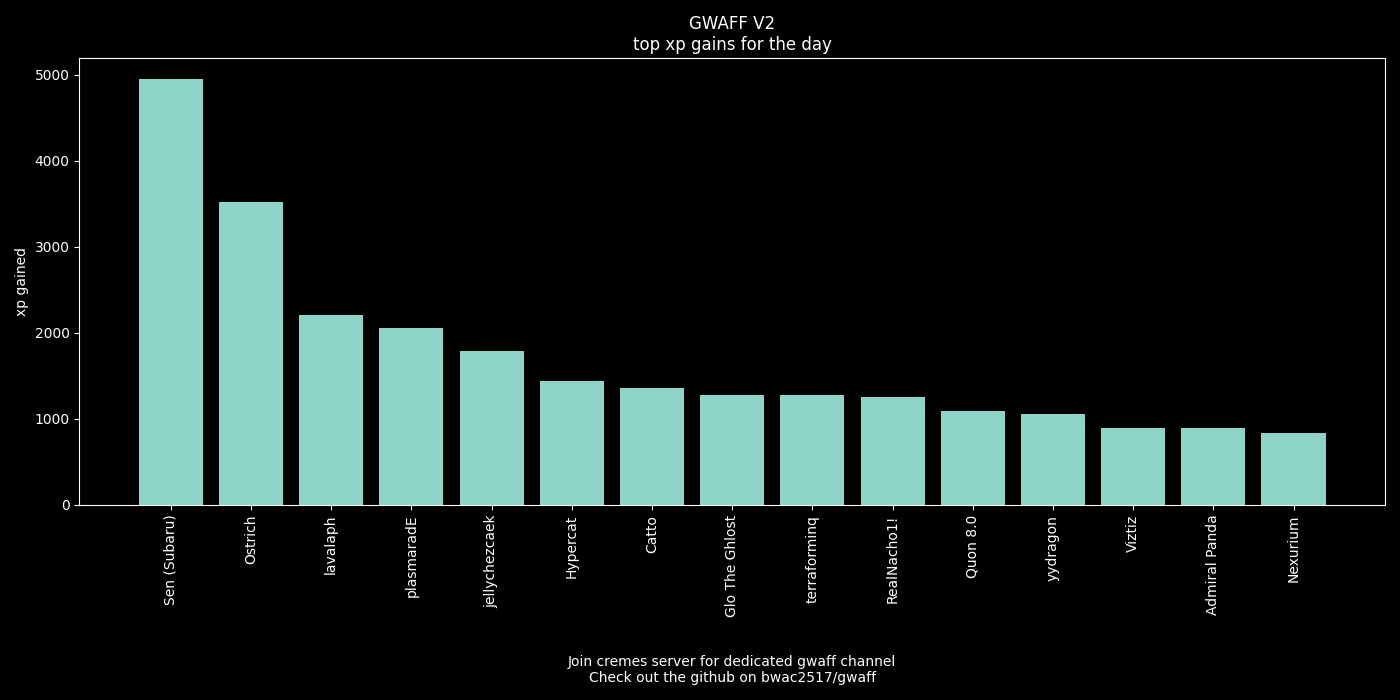 GWAFF V2
top xp gains for the day
xp gained
5000
4000
3000
2000
1000
0
Sen (Subaru)
Ostrich
lavalaph
plasmaradE
jellychezcaek
Hypercat
Catto
Glo The Ghlost
terraforminq
RealNacho1!
Quon 8.0
yydragon
Viztiz
Admiral Panda
Nexurium
Join cremes server for dedicated gwaff channel
Check out the github on bwac2517/gwaff